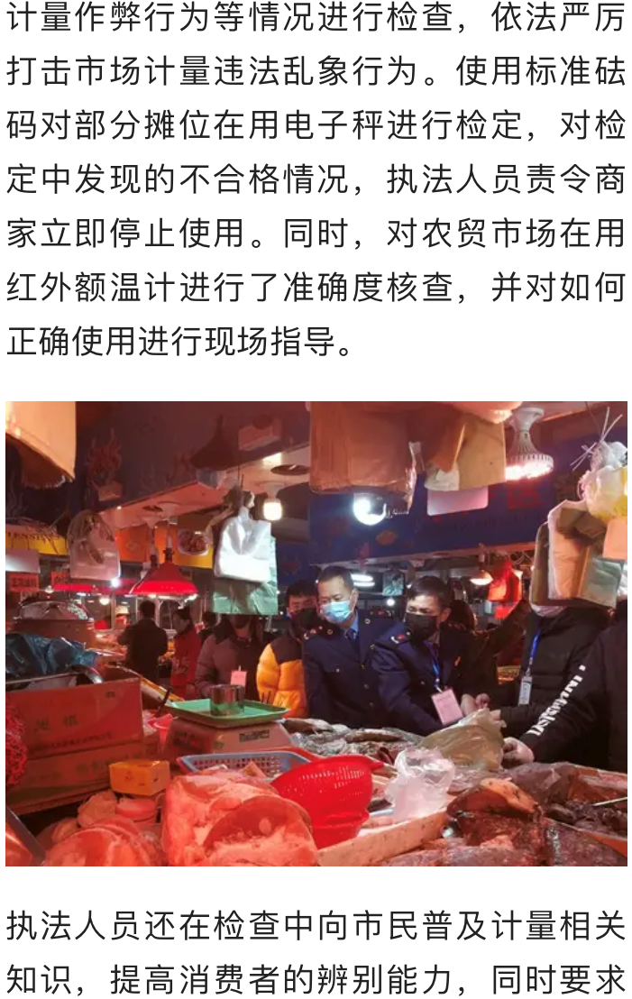 计量作弊行为等情况进行检查，依法严厉
打击市场计量违法乱象行为。使用标准砝
码对部分摊位在用电子秤进行检定，对检
定中发现的不合格情况，执法人员责令商
家立即停止使用。同时，对农贸市场在用
红外额温计进行了准确度核查，并对如何
正确使用进行现场指导。
执法人员还在检查中向市民普及计量相关
知识，提高消费者的辨别能力，同时要求